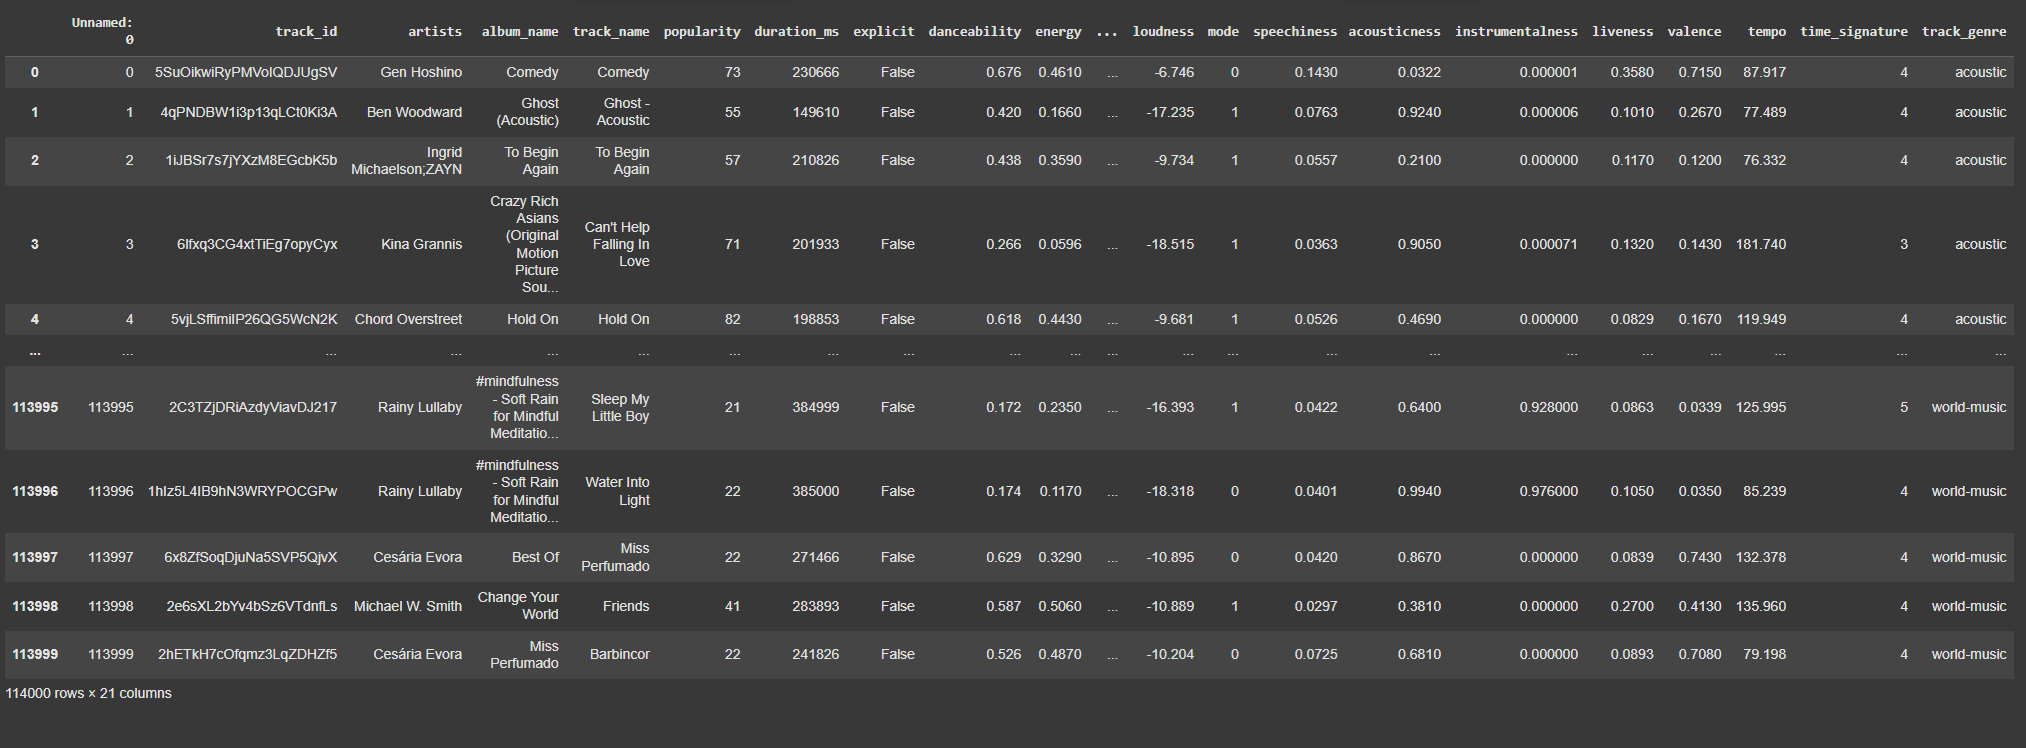 Unnamed: 0 track_id artists album_name track_name popularity duration_ms explicit danceability energy ... loudness mode speechiness acousticness instrumentalness liveness valence tempo time_signature track_genre
0 0 5SuOikwiRyPMVoIQDJUgSV Gen Hoshino Comedy Comedy 73 230666 False 0.676 0.4610 ... -6.746 0 0.1430 0.0322 0.000001 0.3580 0.7150 87.917 4 acoustic
1 1 4qPNDBW1i3p13qLCt0Ki3A Ben Woodward Ghost (Acoustic) Ghost - Acoustic 55 149610 False 0.420 0.1660 ... -17.235 1 0.0763 0.9240 0.000006 0.1010 0.2670 77.489 4 acoustic
2 2 1iJBSr7s7jYXzM8EGcbK5b Ingrid Michaelson;ZAYN To Begin Again To Begin Again 57 210826 False 0.438 0.3590 ... -9.734 1 0.0557 0.2100 0.000000 0.1170 0.1200 76.332 4 acoustic
3 3 6lfxq3CG4xtTiEg7opyCyx Kina Grannis Crazy Rich Asians (Original Motion Picture Sou... Can't Help Falling In Love 71 201933 False 0.266 0.0596 ... -18.515 1 0.0363 0.9050 0.000071 0.1320 0.1430 181.740 3 acoustic
4 4 5vjLSffimiIP26QG5WcN2K Chord Overstreet Hold On Hold On 82 198853 False 0.618 0.4430 ... -9.681 1 0.0526 0.4690 0.000000 0.0829 0.1670 119.949 4 acoustic
... ... ... ... ... ... ... ... ... ... ... ... ... ... ... ... ... ... ... ... ... ...
113995 113995 2C3TZjDRiAzdyViavDJ217 Rainy Lullaby #mindfulness - Soft Rain for Mindful Meditatio... Sleep My Little Boy 21 384999 False 0.172 0.2350 ... -16.393 1 0.0422 0.6400 0.928000 0.0863 0.0339 125.995 5 world-music
113996 113996 1hIz5L4IB9hN3WRYPOCGPw Rainy Lullaby #mindfulness - Soft Rain for Mindful Meditatio... Water Into Light 22 385000 False 0.174 0.1170 ... -18.318 0 0.0401 0.9940 0.976000 0.1050 0.0350 85.239 4 world-music
113997 113997 6x8ZfSoqDjuNa5SVP5QjvX Cesária Evora Best Of Miss Perfumado 22 271466 False 0.629 0.3290 ... -10.895 0 0.0420 0.8670 0.000000 0.0839 0.7430 132.378 4 world-music
113998 113998 2e6sXL2bYv4bSz6VTdnfLs Michael W. Smith Change Your World Friends 41 283893 False 0.587 0.5060 ... -10.889 1 0.0297 0.3810 0.000000 0.2700 0.4130 135.960 4 world-music
113999 113999 2hETkH7cOfqmz3LqZDHZf5 Cesária Evora Miss Perfumado Barbincor 22 241826 False 0.526 0.4870 ... -10.204 0 0.0725 0.6810 0.000000 0.0893 0.7080 79.198 4 world-music
114000 rows × 21 columns